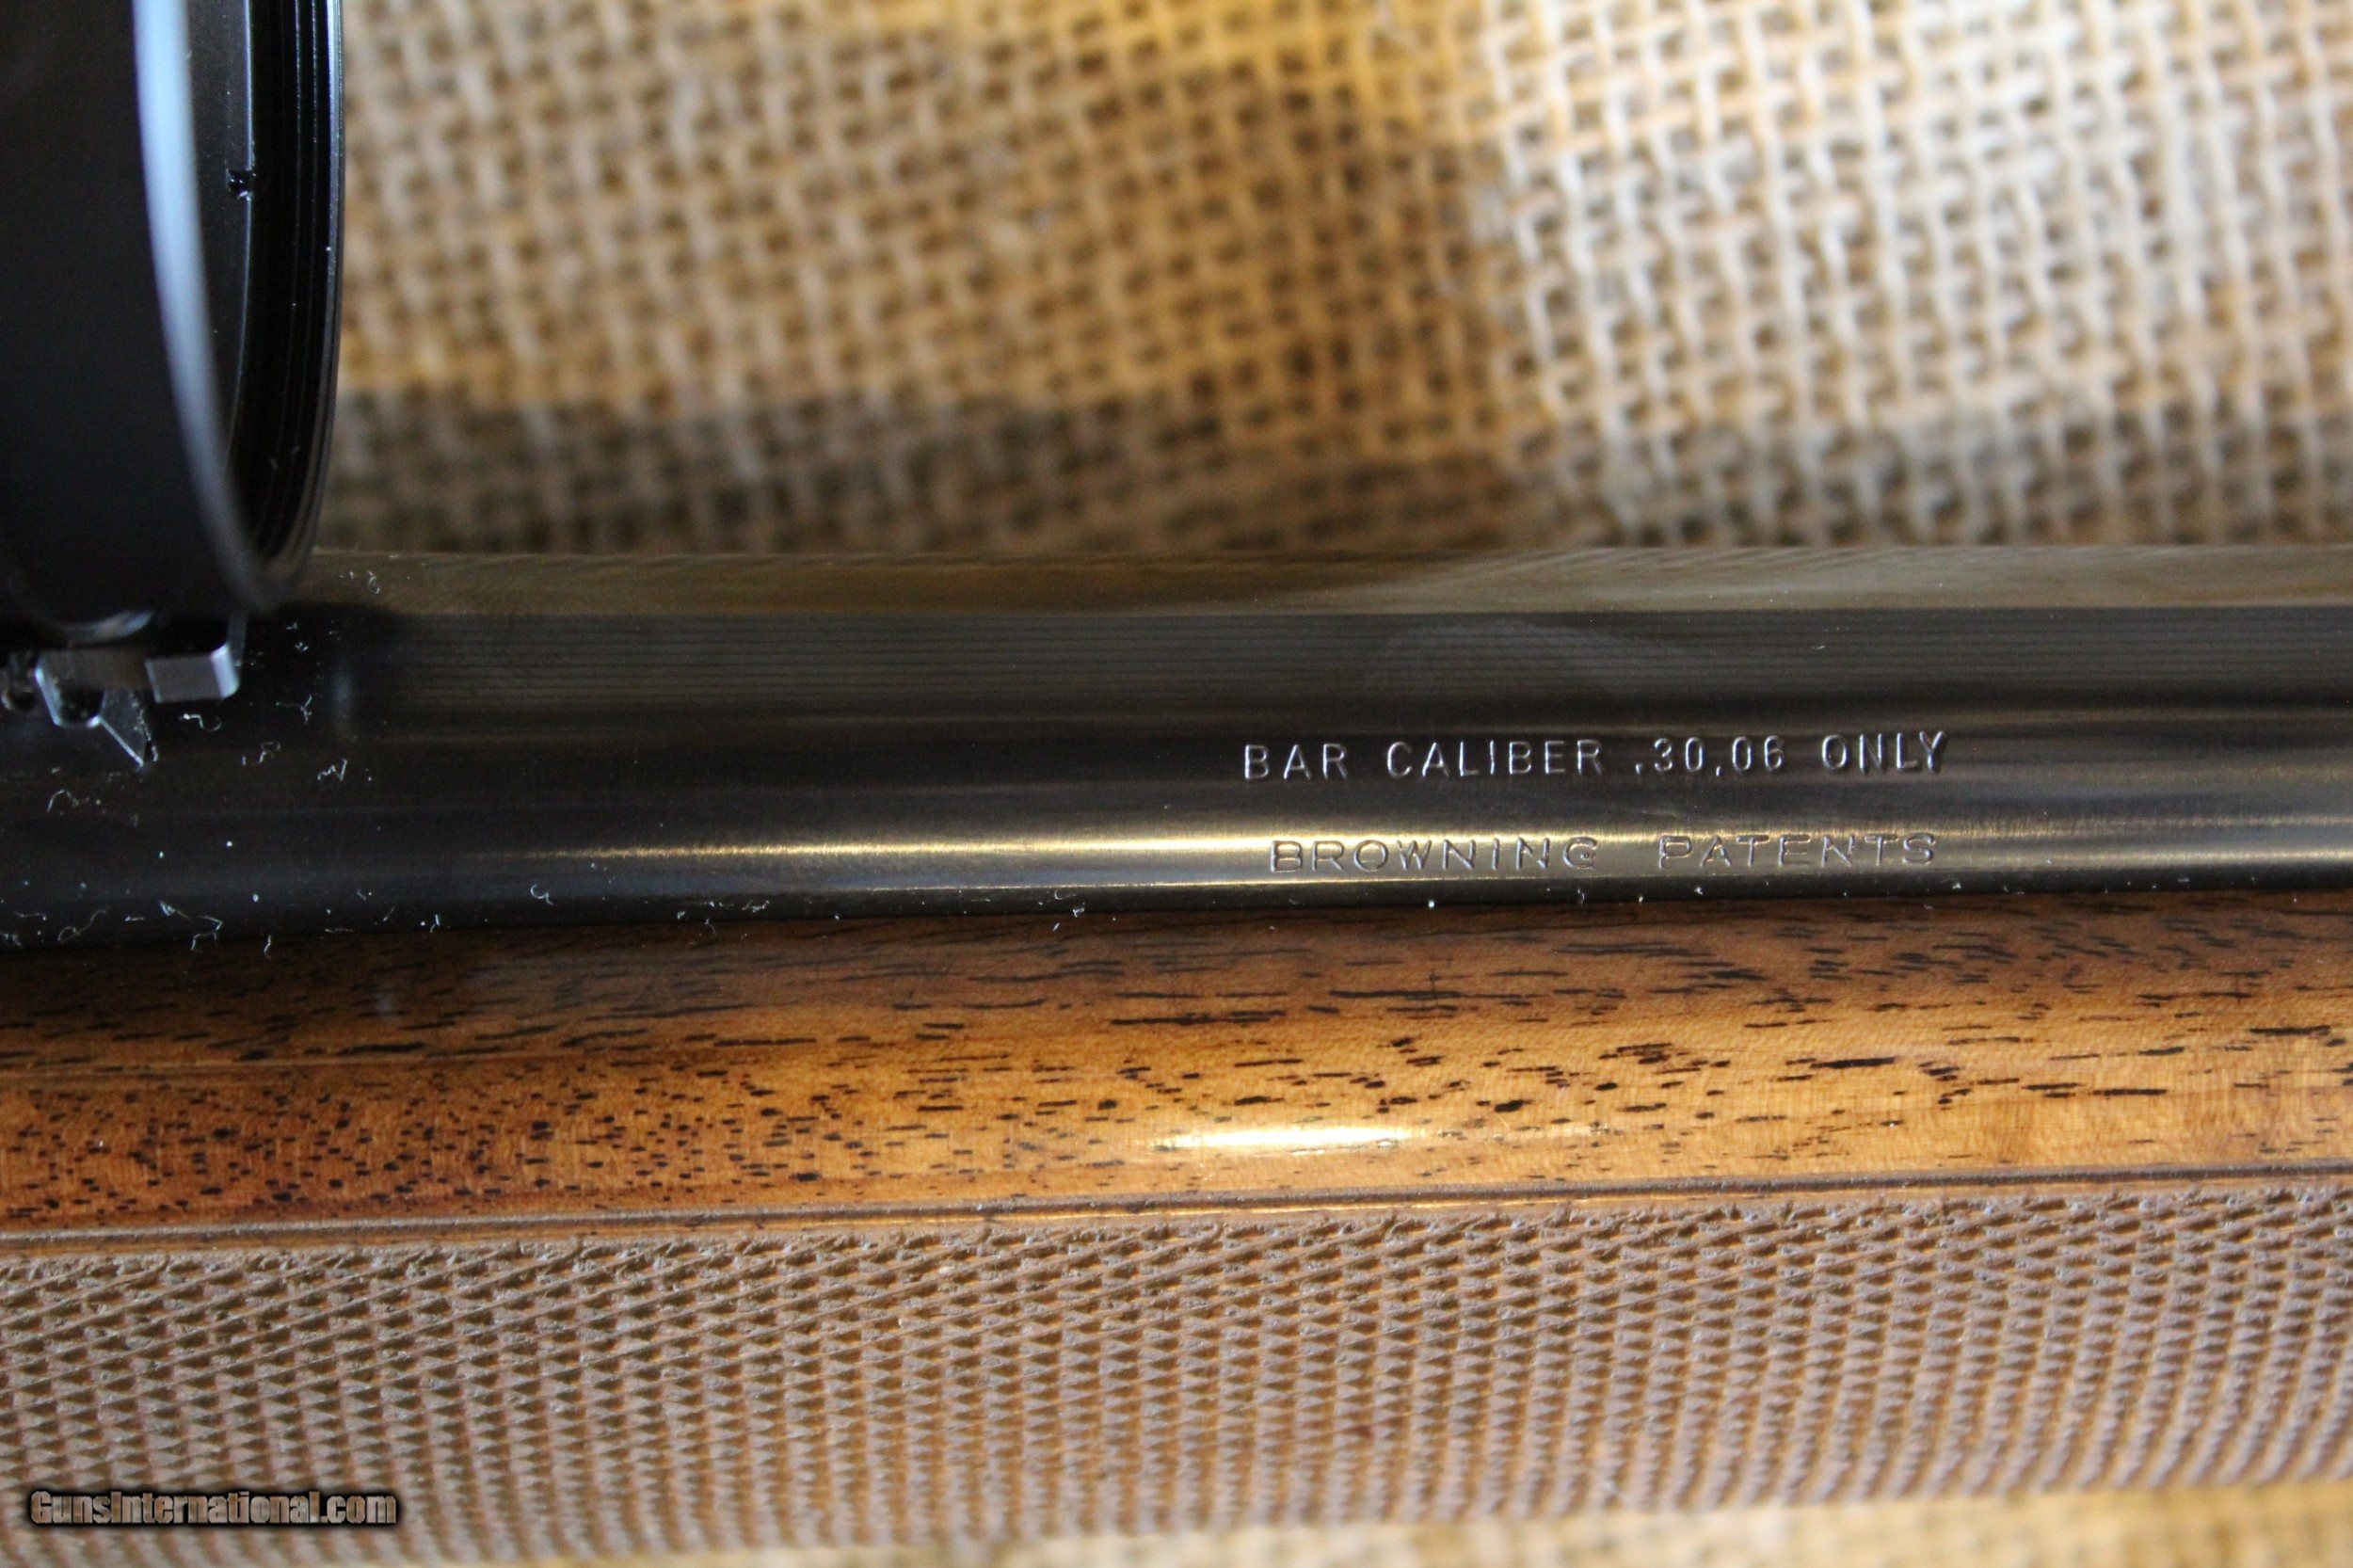 BAR CALIBER .30,06 ONLY
BROWNING PATENTS
GunsInternational.com